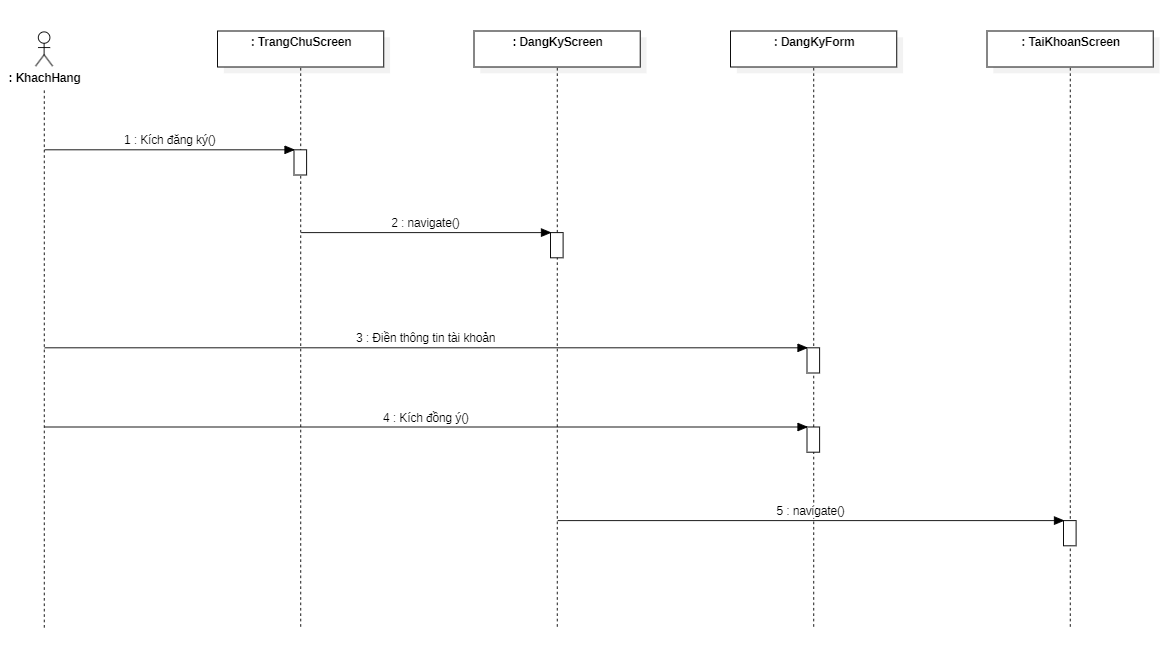 : KhachHang
: TrangChuScreen
: DangKyScreen
: DangKyForm
: TaiKhoanScreen
1 : Kích đăng ký()
2 : navigate()
3 : Điền thông tin tài khoản
4 : Kích đồng ý()
5 : navigate()